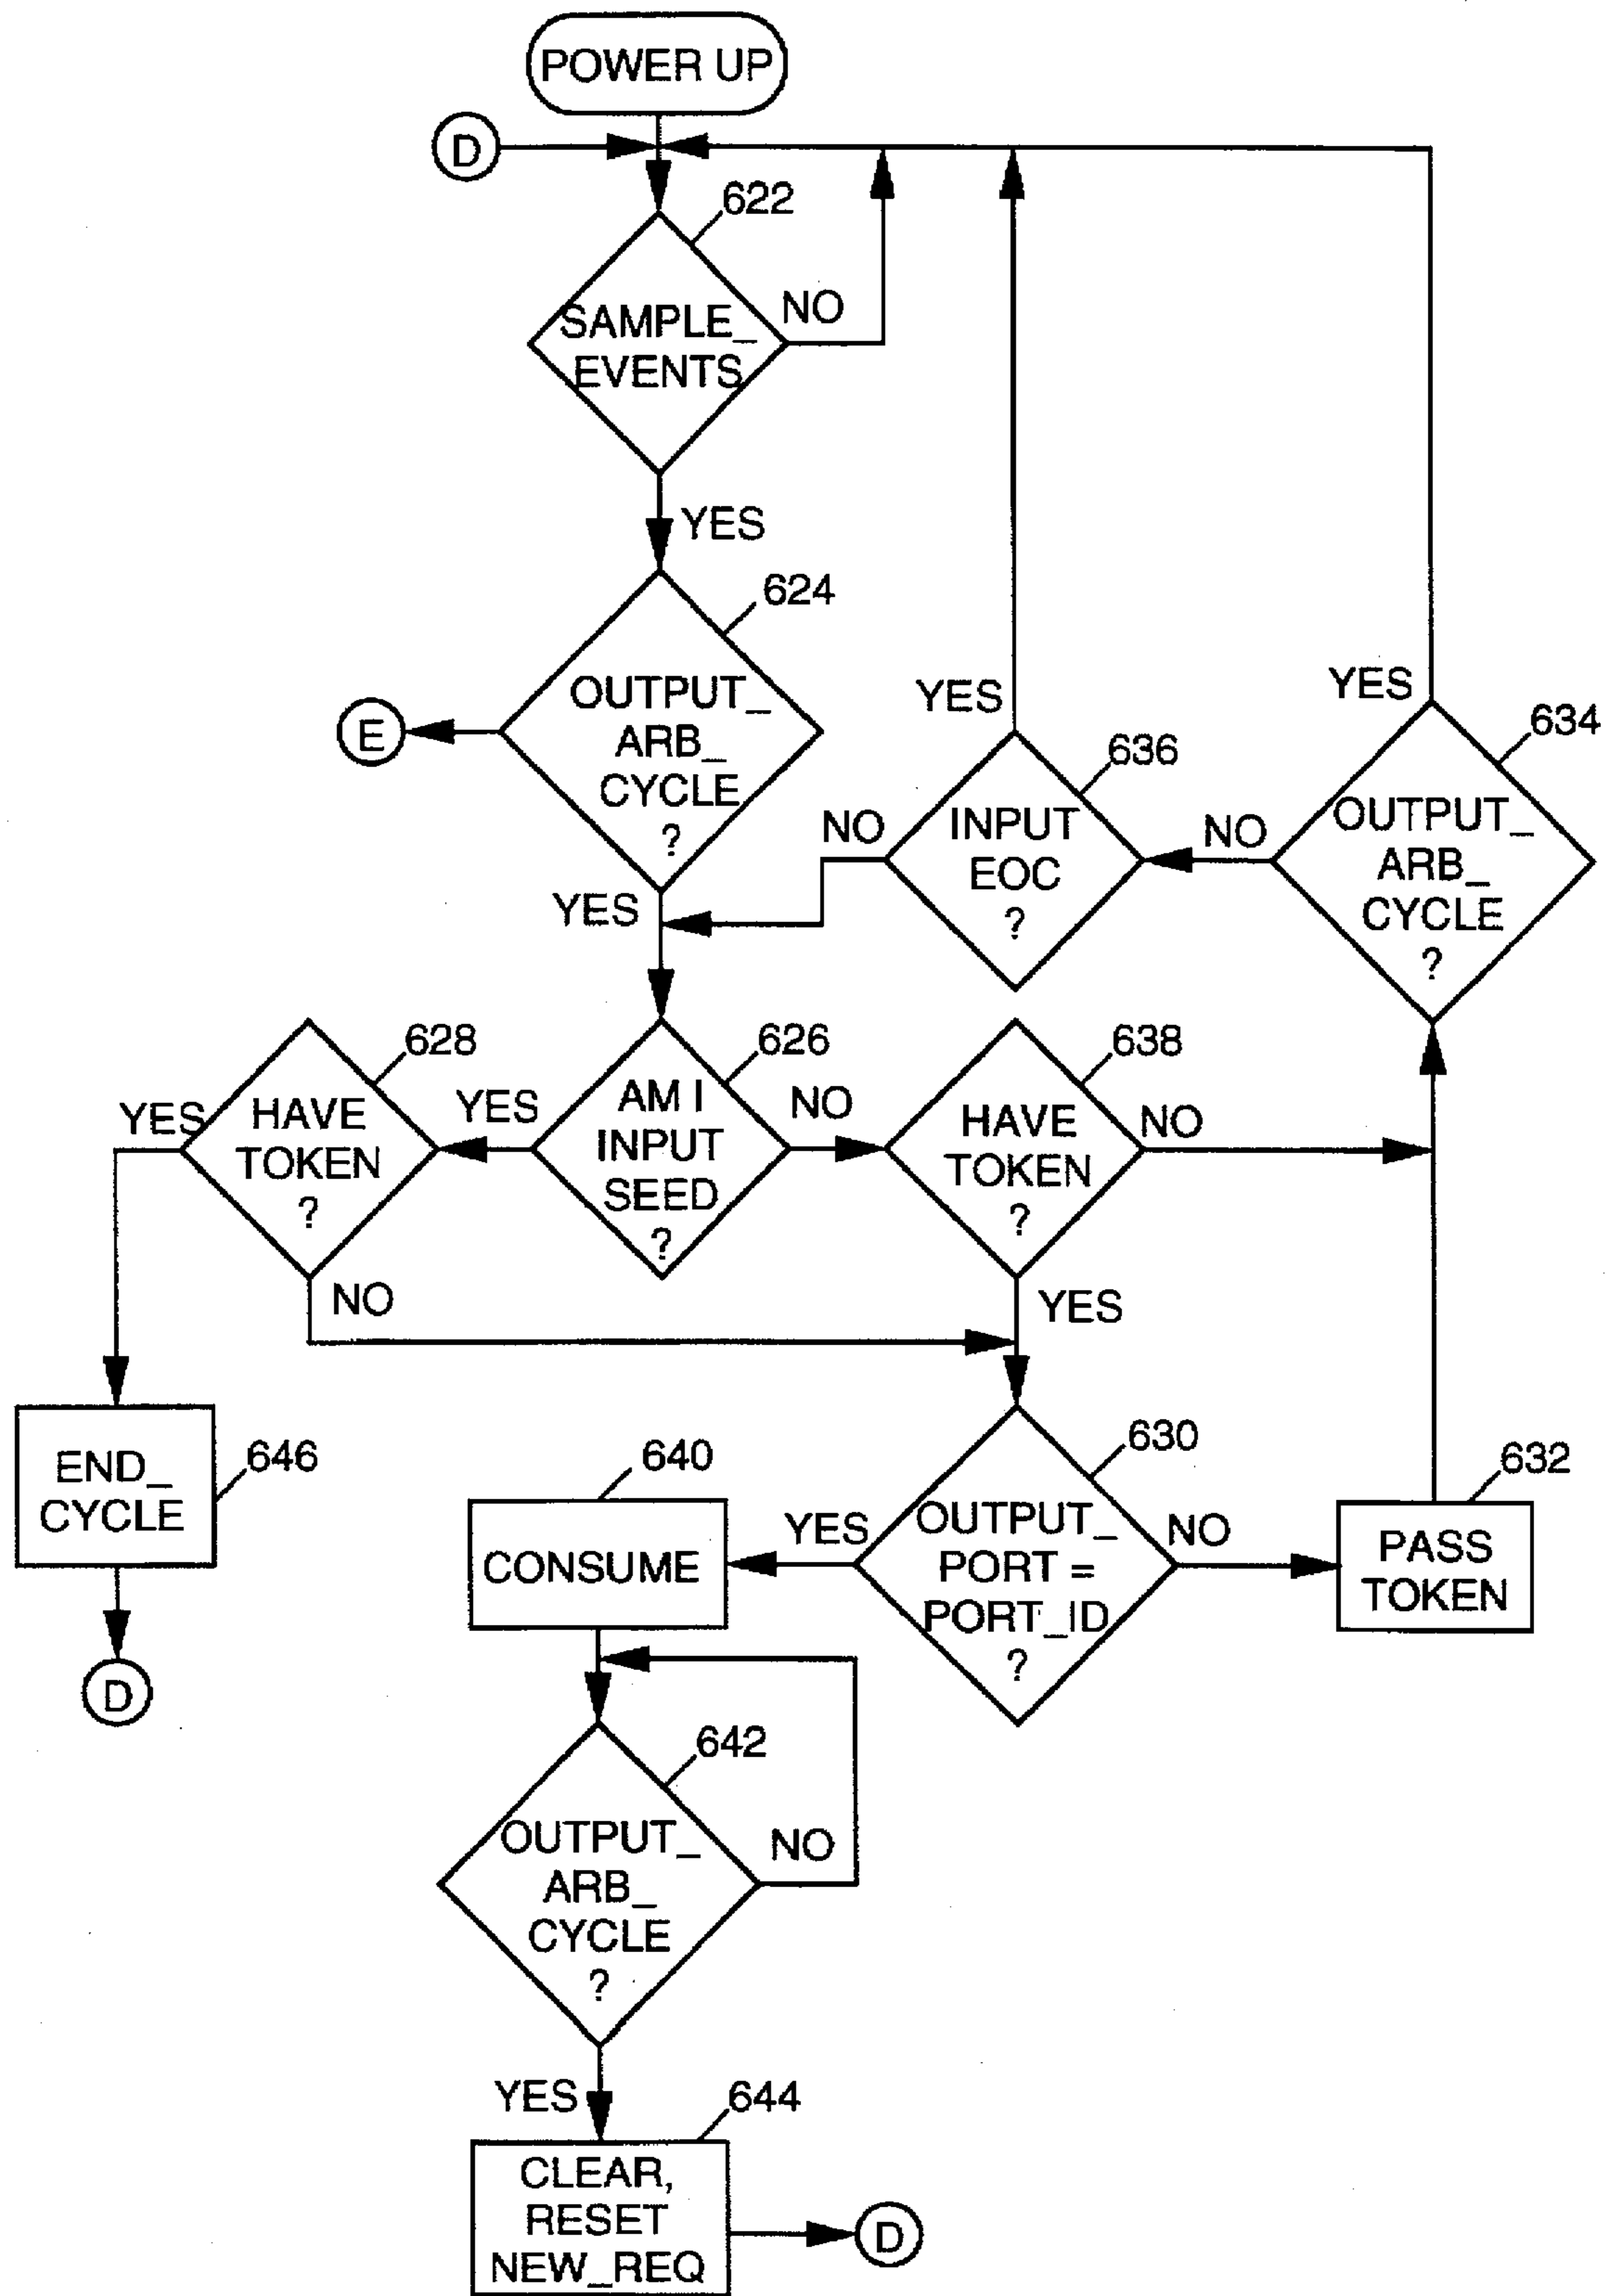 POWER UP
D
622
SAMPLE_
EVENTS
NO
YES
624
OUTPUT_
ARB_
CYCLE
?
E
YES
YES
636
INPUT
EOC
?
NO
YES
634
OUTPUT_
ARB_
CYCLE
?
NO
628
HAVE
TOKEN
?
YES
NO
626
AM I
INPUT
SEED
?
YES
NO
638
HAVE
TOKEN
?
NO
YES
END_
CYCLE
646
D
640
CONSUME
630
OUTPUT_
PORT =
PORT_ID
?
YES
NO
632
PASS
TOKEN
642
OUTPUT_
ARB_
CYCLE
?
NO
YES
644
CLEAR,
RESET
NEW_REQ
D